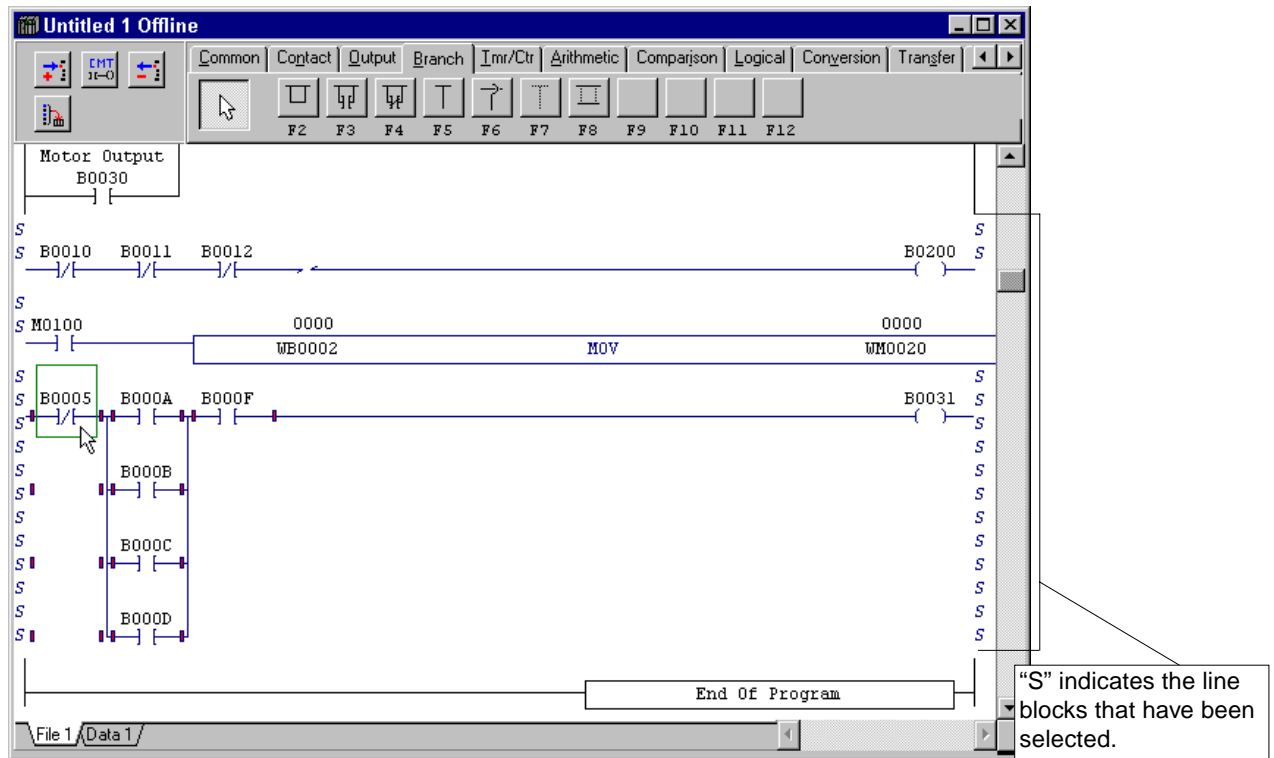 Untitled 1 Offline
Common Contact Output Branch Tmr/Ctr Arithmetic Comparison Logical Conversion Transfer
CMT
F2 F3 F4 F5 F6 F7 F8 F9 F10 F11 F12
Motor Output
B0030
S S
S B0010 B0011 B0012 B0200 S
S
S M0100 0000 0000
WB0002 MOV WM0020
S S
S B0005 B000A B000F B0031 S
S S
S S
S B000B S
S S
S S
S B000C S
S S
S S
S B000D S
S S
End Of Program
File 1 Data 1
“S” indicates the line
blocks that have been
selected.